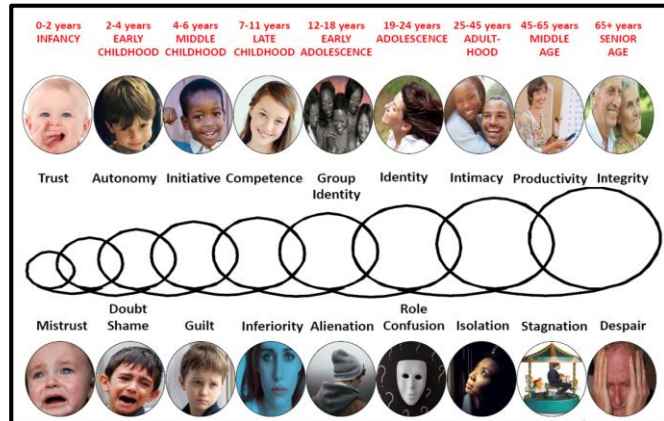 0-2 years 2-4 years 4-6 years 7-11 years 12-18 years 19-24 years 25-45 years 45-65 years 65+ years
INFANCY EARLY MIDDLE LATE EARLY ADOLESCENCE ADULT- MIDDLE SENIOR
CHILDHOOD CHILDHOOD CHILDHOOD ADOLESCENCE HOOD AGE AGE
Trust Autonomy Initiative Competence Group Identity Intimacy Productivity Integrity
Identity
Doubt Role
Mistrust Shame Guilt Inferiority Alienation Confusion Isolation Stagnation Despair